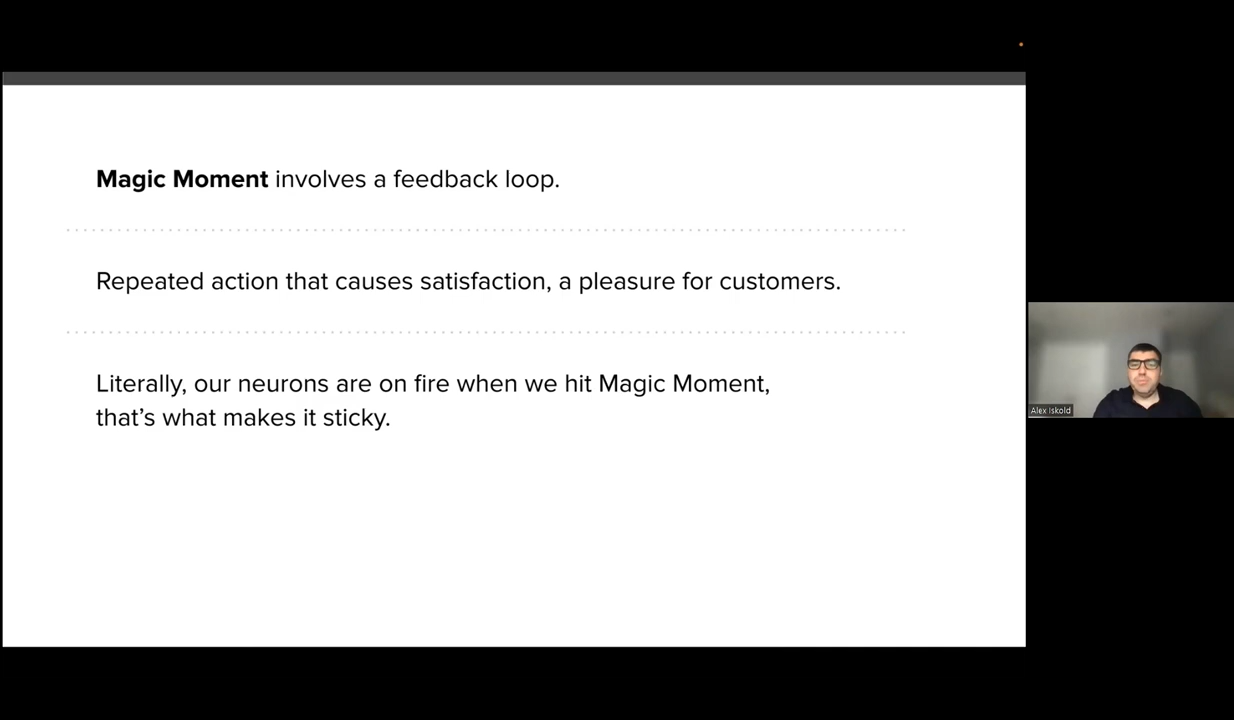 Magic Moment involves a feedback loop.
Repeated action that causes satisfaction, a pleasure for customers.
Literally, our neurons are on fire when we hit Magic Moment,
that’s what makes it sticky.
Alex Iskold